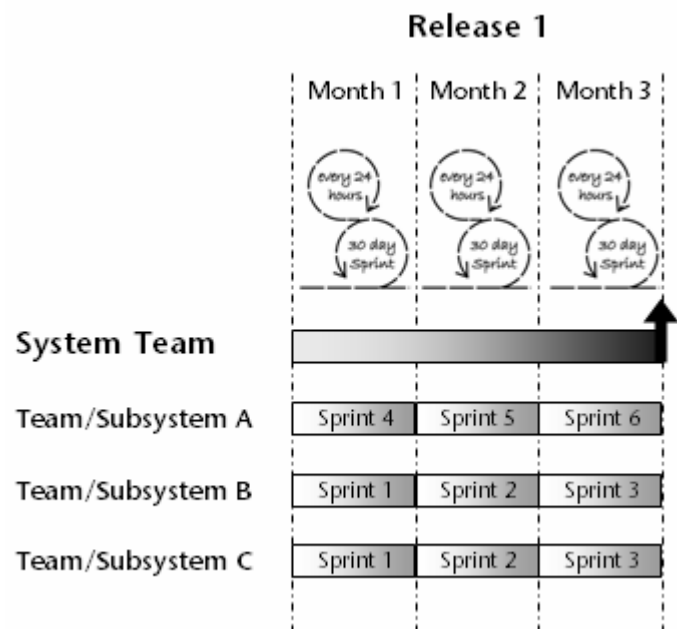 Release 1
Month 1 Month 2 Month 3
every 24 every 24 every 24
hours hours hours
30 day 30 day 30 day
Sprint Sprint Sprint
System Team
Team/Subsystem A Sprint 4 Sprint 5 Sprint 6
Team/Subsystem B Sprint 1 Sprint 2 Sprint 3
Team/Subsystem C Sprint 1 Sprint 2 Sprint 3